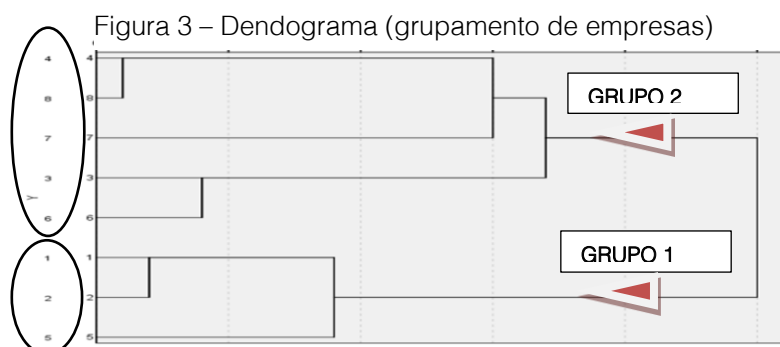 Figura 3 – Dendograma (grupamento de empresas)
4 4
8 8
GRUPO 2
7 7
3 3
Y
6 6
1 1
GRUPO 1
2 2
5 5